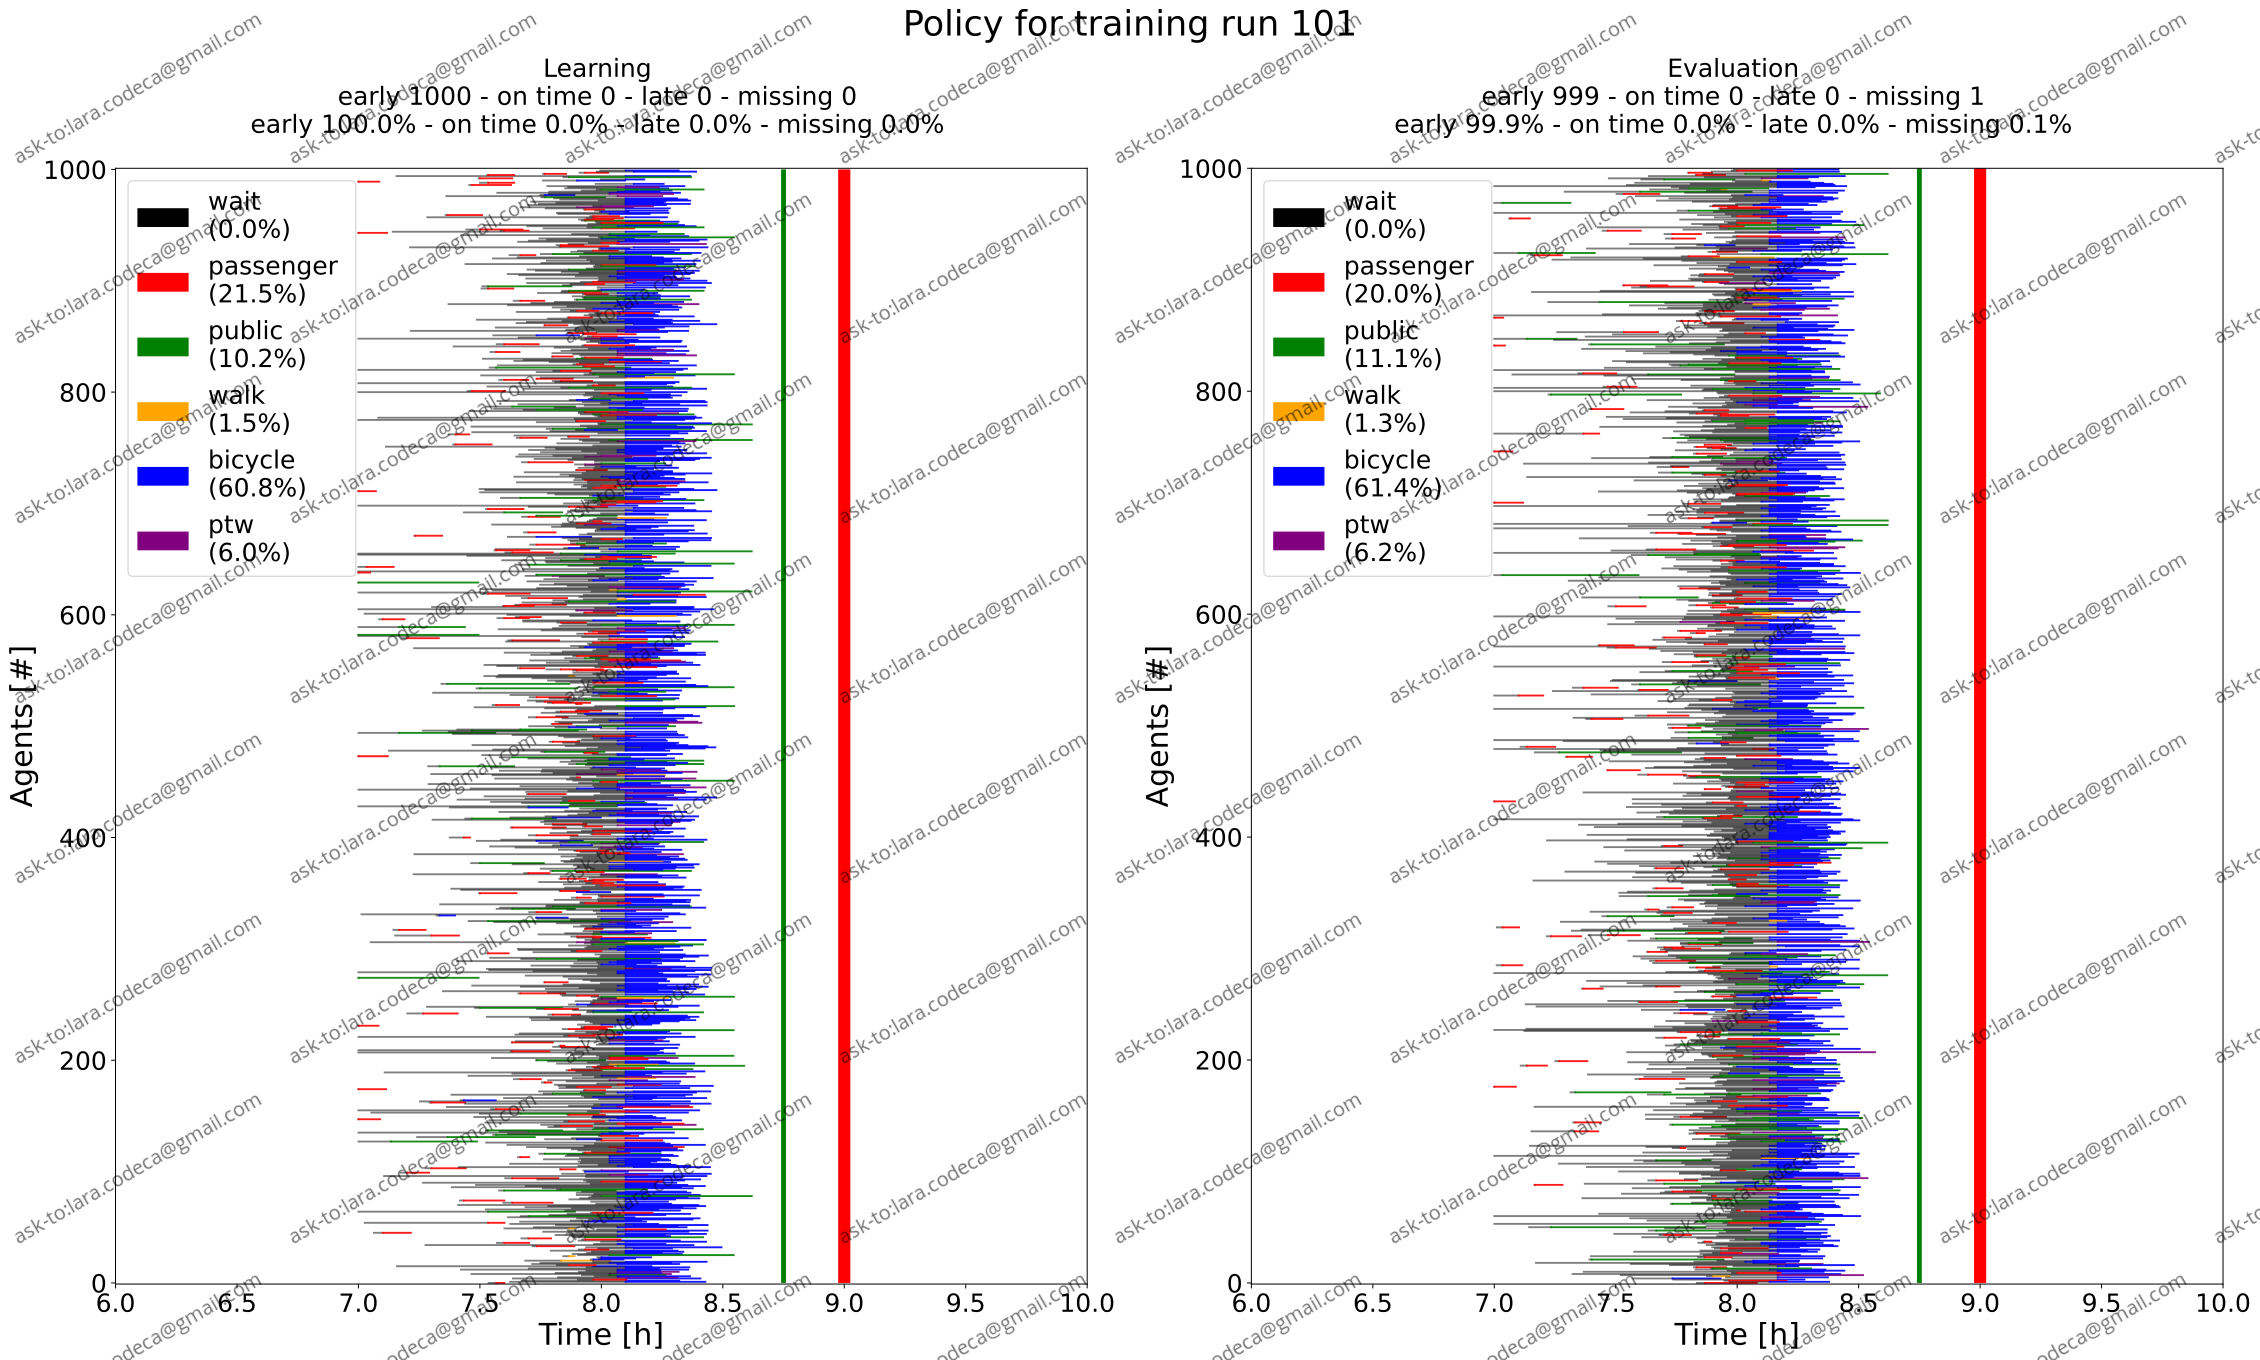 Policy for training run 101
Learning
early 1000 - on time 0 - late 0 - missing 0
early 100.0% - on time 0.0% - late 0.0% - missing 0.0%
1000
800
600
400
200
0
Agents [#]
wait
(0.0%)
passenger
(21.5%)
public
(10.2%)
walk
(1.5%)
bicycle
(60.8%)
ptw
(6.0%)
6.0 6.5 7.0 7.5 8.0 8.5 9.0 9.5 10.0
Time [h]
Evaluation
early 999 - on time 0 - late 0 - missing 1
early 99.9% - on time 0.0% - late 0.0% - missing 0.1%
1000
800
600
400
200
0
Agents [#]
wait
(0.0%)
passenger
(20.0%)
public
(11.1%)
walk
(1.3%)
bicycle
(61.4%)
ptw
(6.2%)
6.0 6.5 7.0 7.5 8.0 8.5 9.0 9.5 10.0
Time [h]
ask-to:lara.codeca@gmail.com